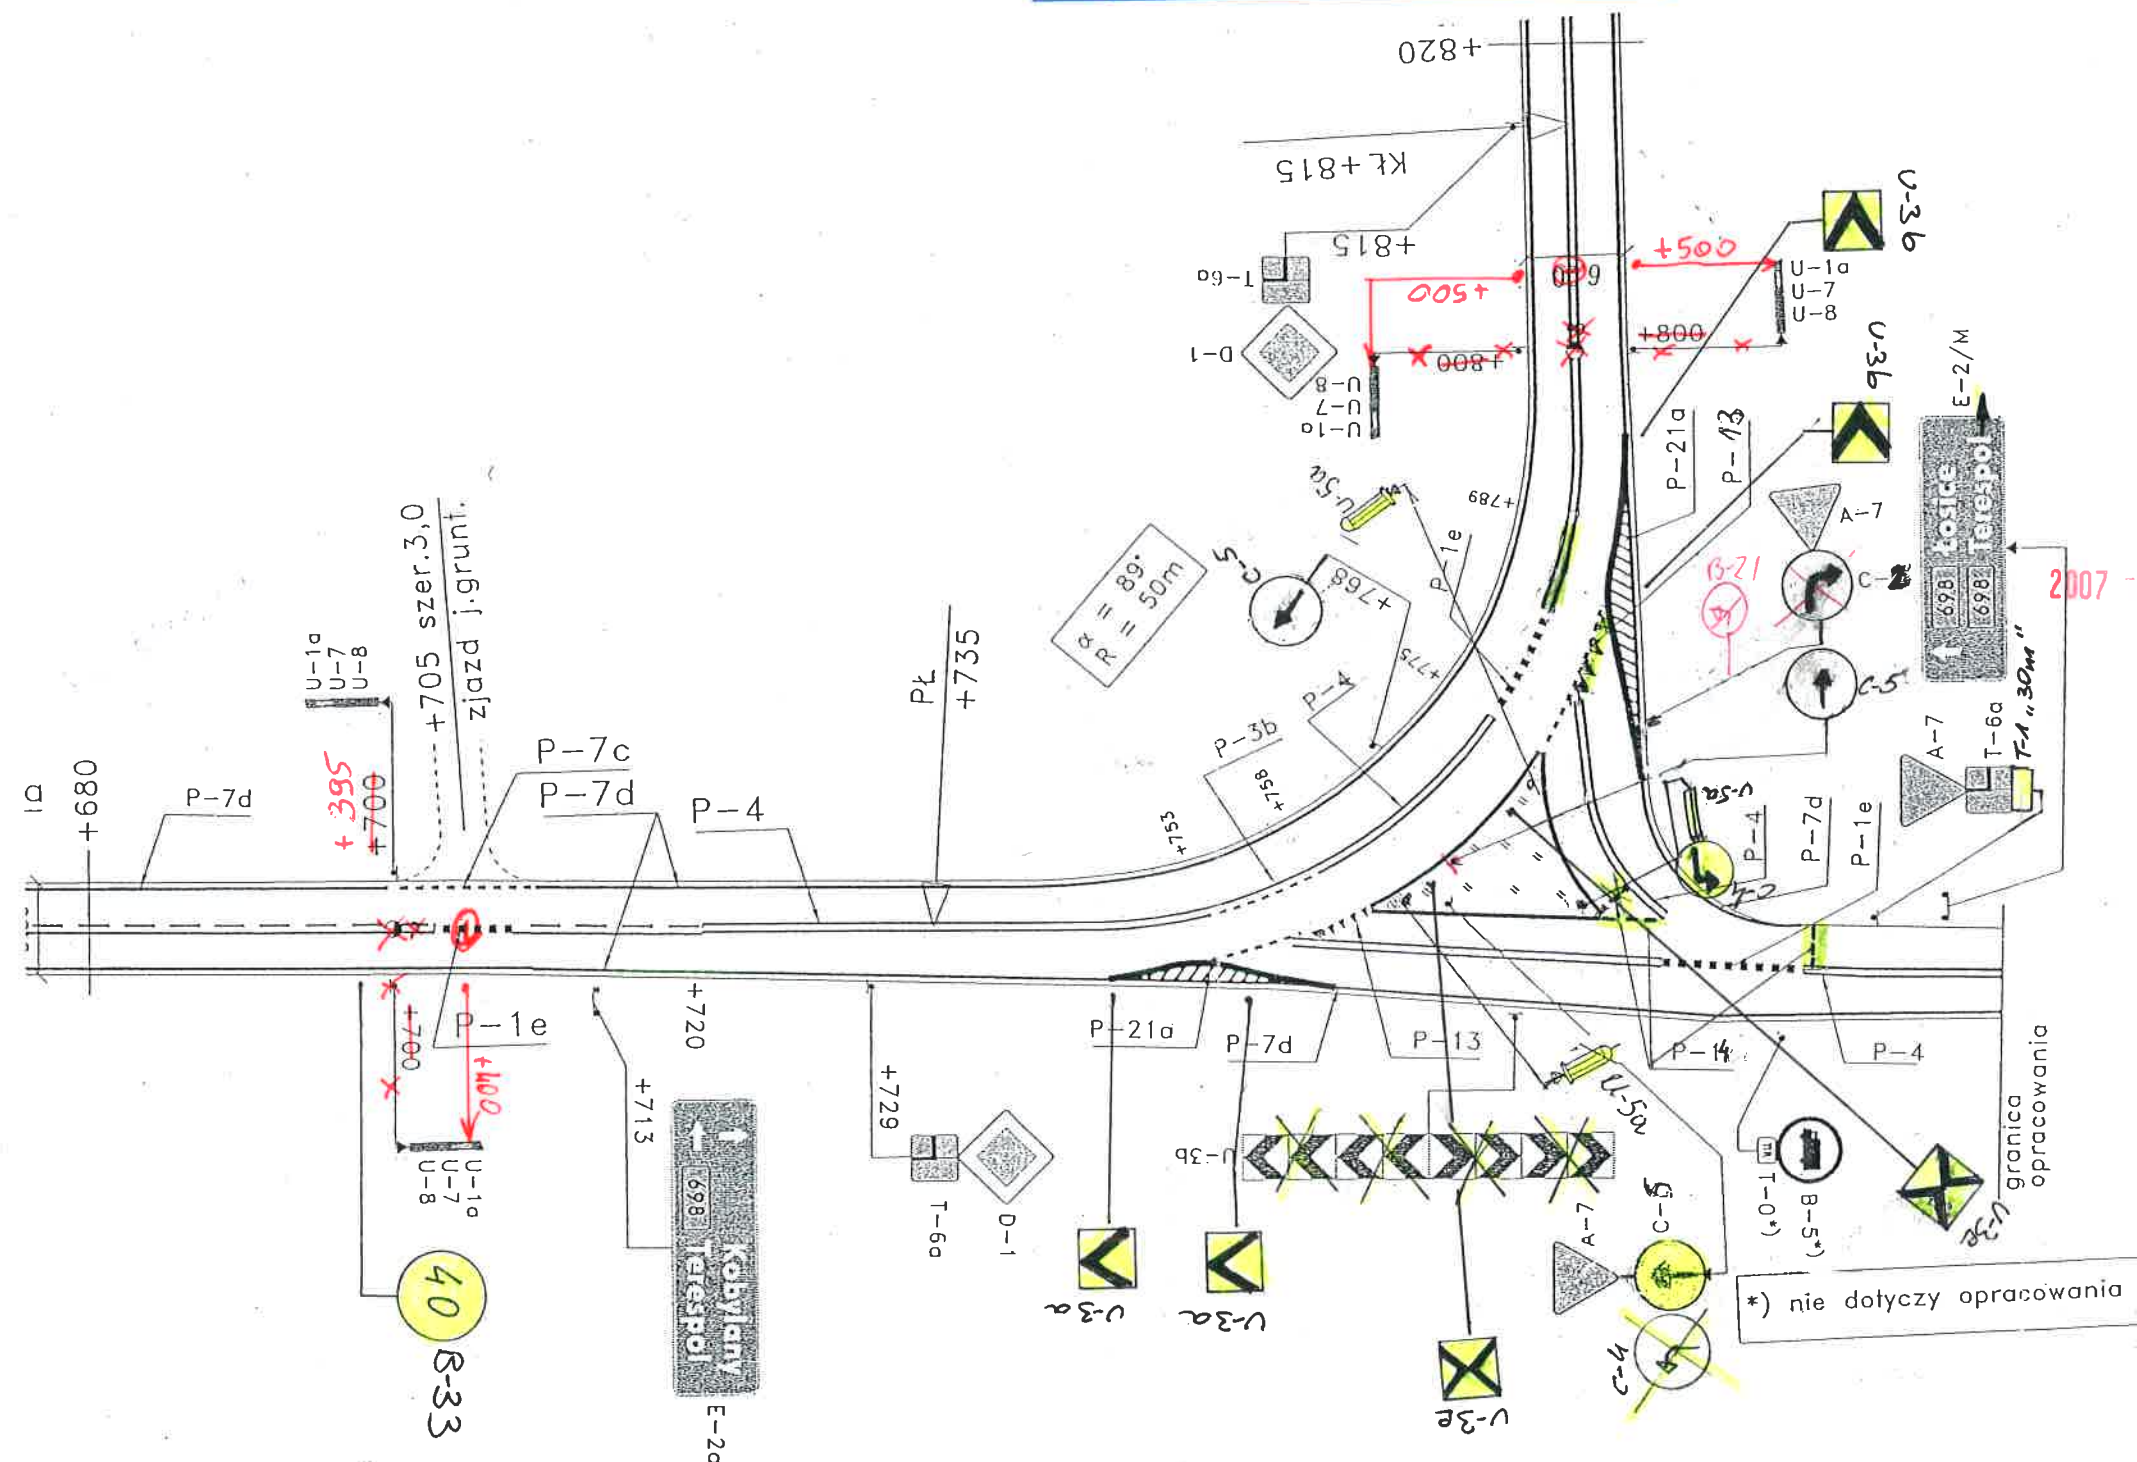 +820
KŁ +815
+815
T-6a
D-1
+500
+500
+800
+800
U-8
U-7
U-1a
U-1a
U-7
U-8
U-3b
U-3b
E-2/M
Łosice
Terespol
698
698
2007
A-7
C-2
B-21
C-5
A-7
T-6a
T-1 „30m"
P-21a
P-13
U-5a
C-5
+768
+789
P-1e
+775
α = 89°
R = 50m
P-4
P-3b
+758
+753
PŁ
+735
U-1a
U-7
U-8
+705 szer.3,0
zjazd j.grunt.
+395
+700
1a
+680
P-7d
P-7c
P-7d
P-4
U-5a
C-4
P-4
P-7d
P-1e
+700
P-1e
+400
U-1a
U-7
U-8
40
B-33
+720
+713
Kobylany
Terespol
698
E-2a
+729
T-6a
D-1
P-21a
P-7d
P-13
P-14
P-4
U-3a
U-3a
U-3b
U-5a
U-3e
A-7
C-5
C-4
T-0*)
B-5*)
U-3e
granica
opracowania
*) nie dotyczy opracowania